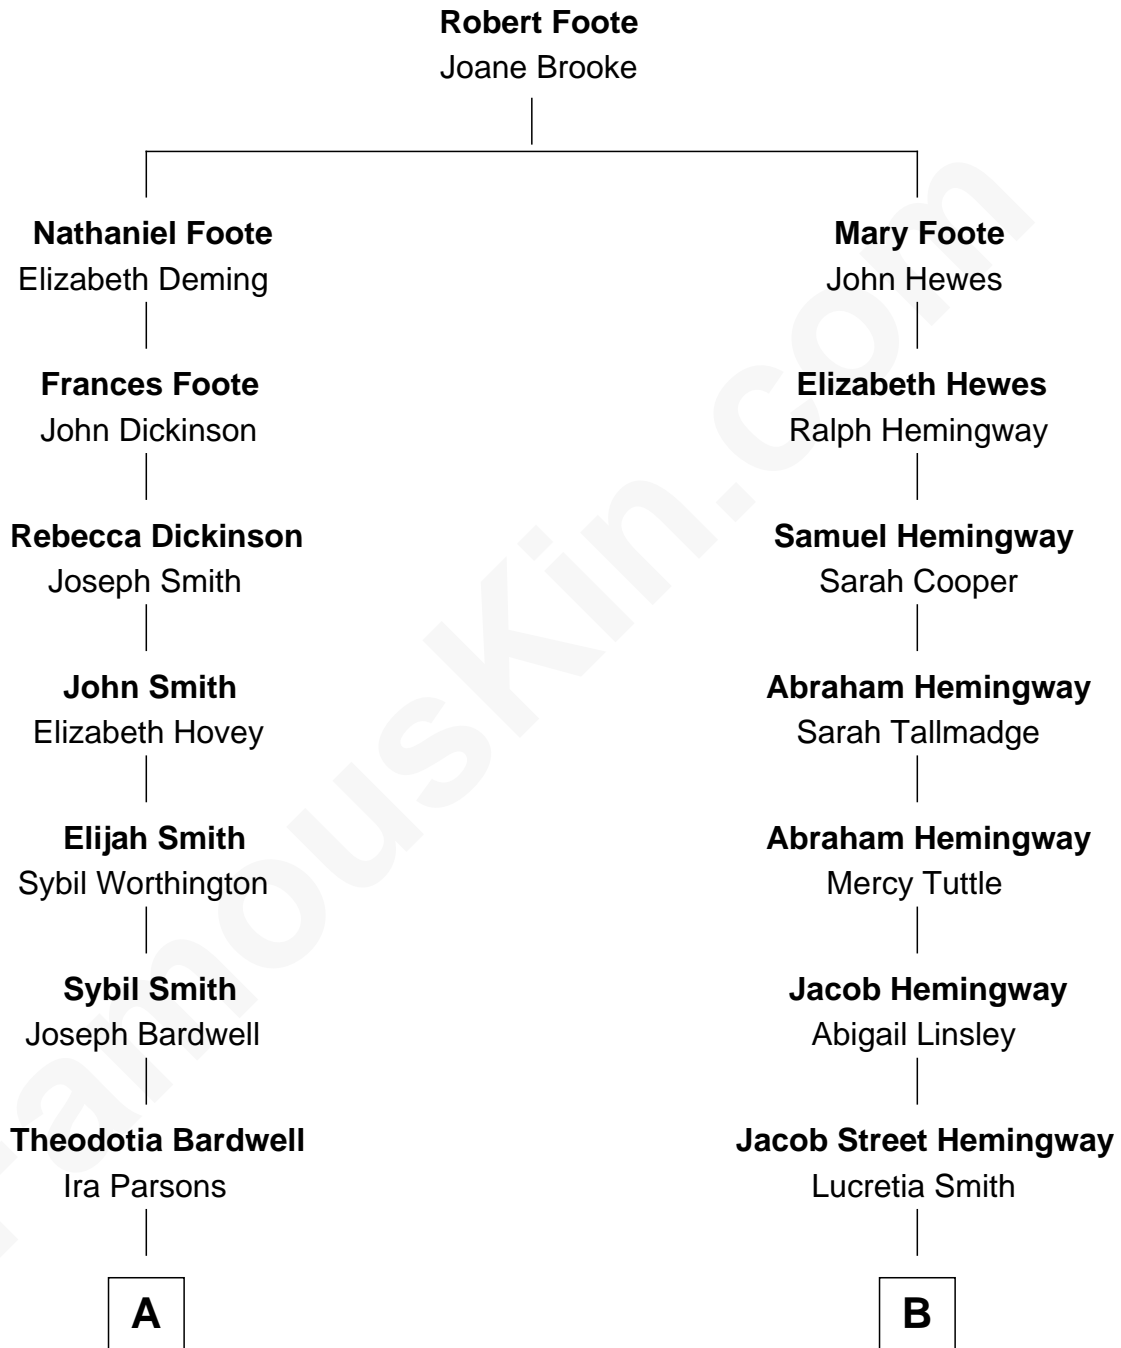 Robert Foote
Joane Brooke
Nathaniel Foote
Elizabeth Deming
Mary Foote
John Hewes
Frances Foote
John Dickinson
Elizabeth Hewes
Ralph Hemingway
Rebecca Dickinson
Joseph Smith
Samuel Hemingway
Sarah Cooper
John Smith
Elizabeth Hovey
Abraham Hemingway
Sarah Tallmadge
Elijah Smith
Sybil Worthington
Abraham Hemingway
Mercy Tuttle
Sybil Smith
Joseph Bardwell
Jacob Hemingway
Abigail Linsley
Theodotia Bardwell
Ira Parsons
Jacob Street Hemingway
Lucretia Smith
A
B
FamousKin.com